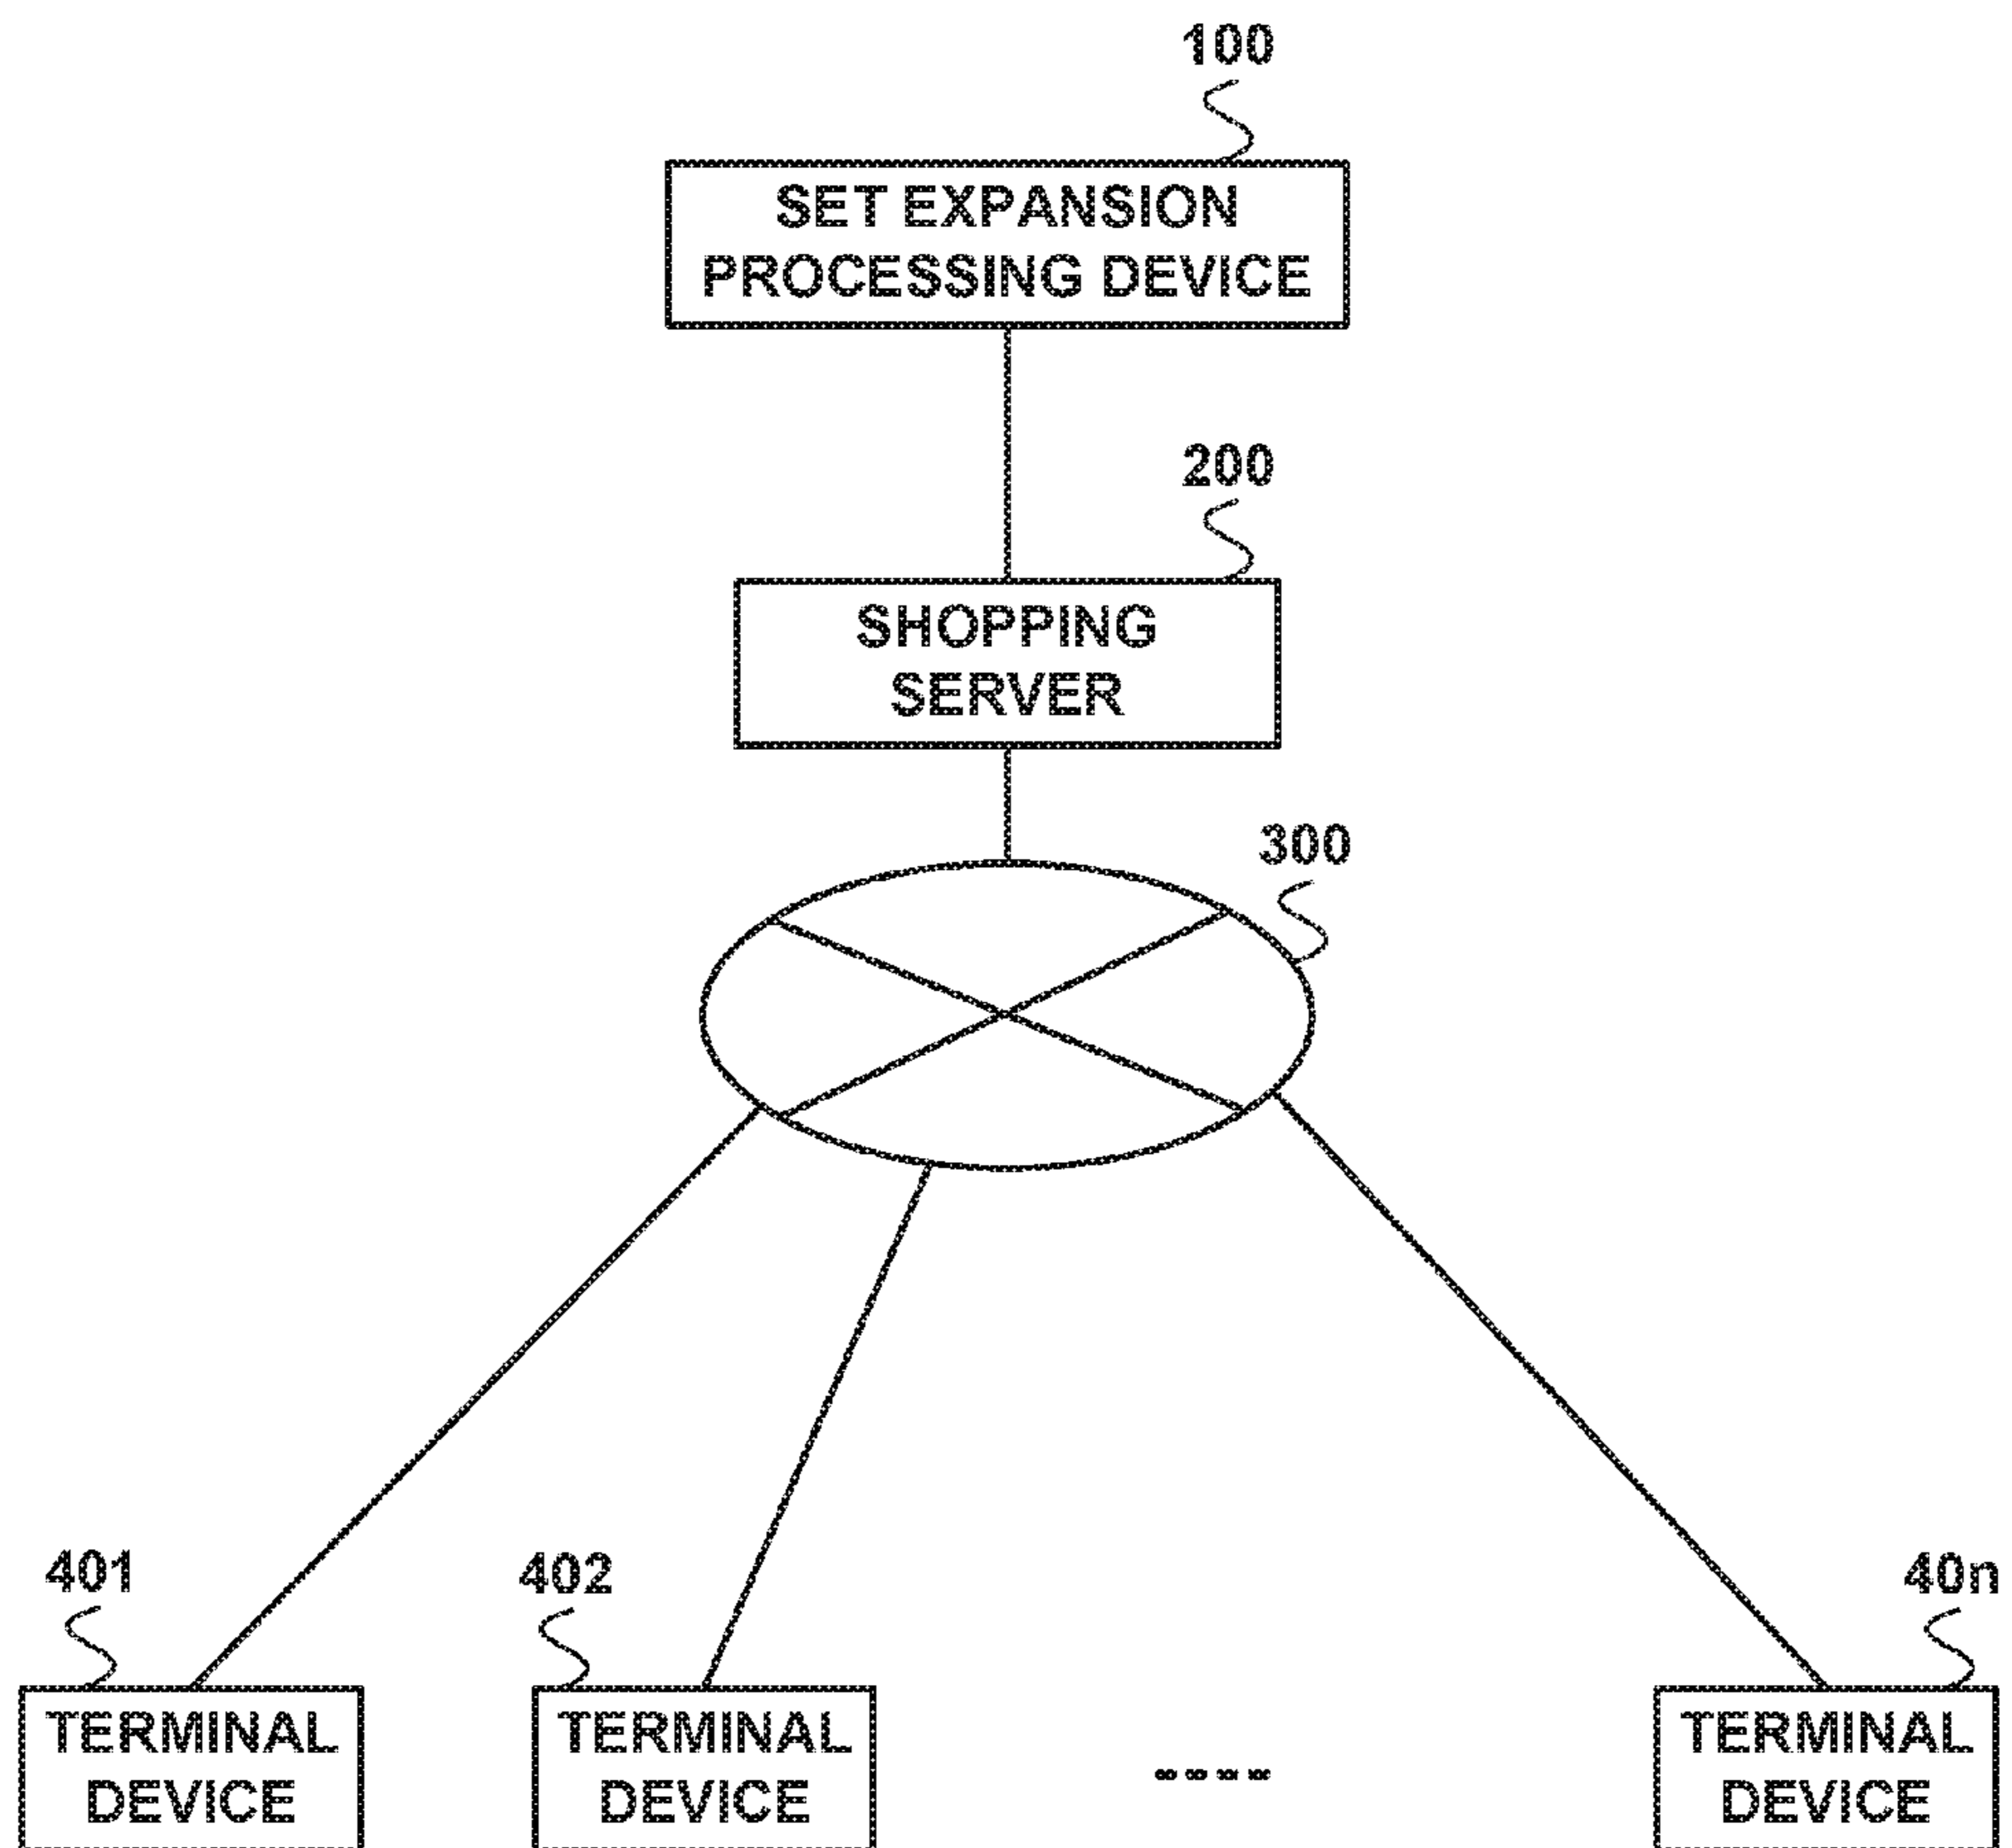 100
SET EXPANSION
PROCESSING DEVICE
200
SHOPPING
SERVER
300
401
402
40n
TERMINAL
DEVICE
TERMINAL
DEVICE
TERMINAL
DEVICE